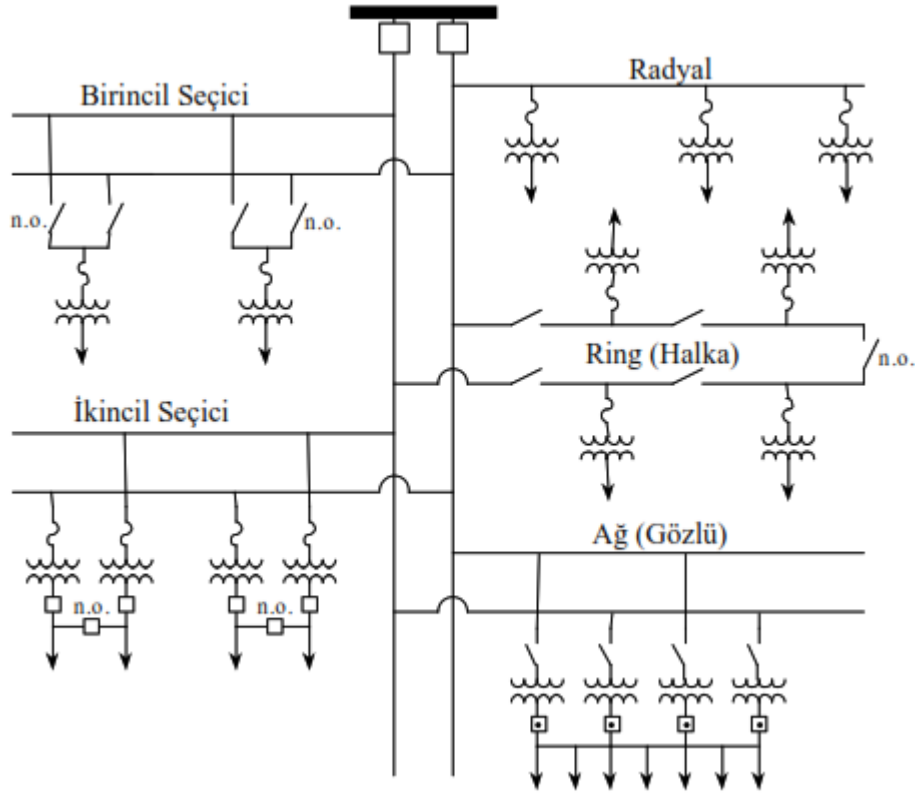 Radyal
Birincil Seçici
n.o.
n.o.
Ring (Halka)
n.o.
İkincil Seçici
Ağ (Gözlü)
n.o.
n.o.